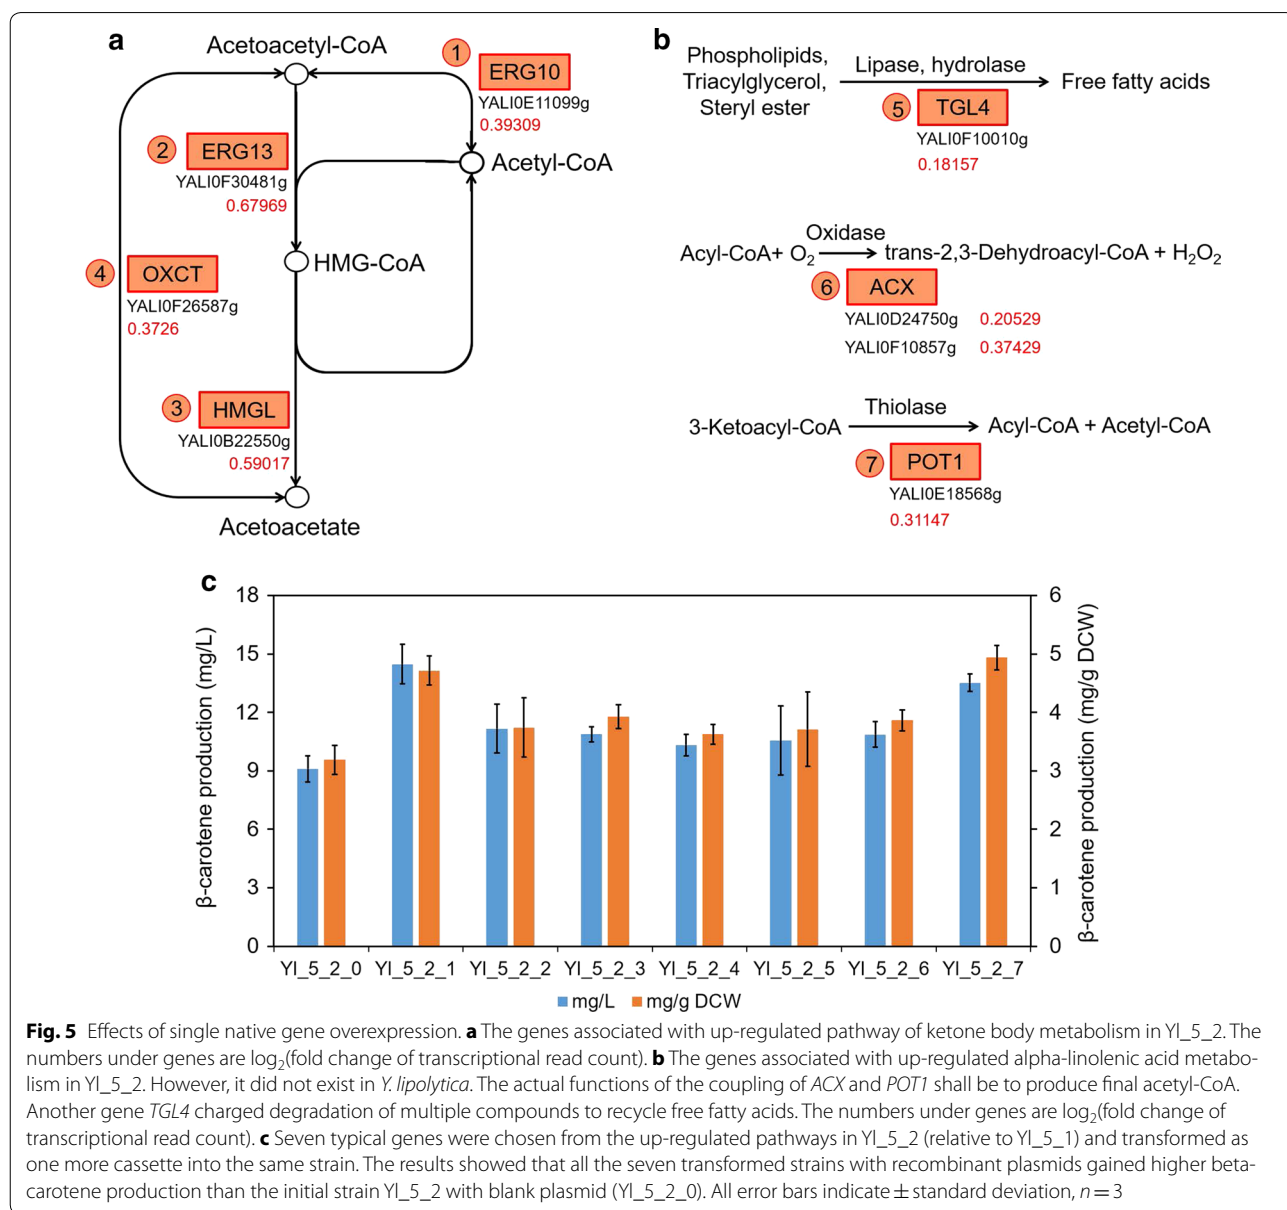 a
Acetoacetyl-CoA
1
ERG10
YALI0E11099g
0.39309
2
ERG13
YALI0F30481g
0.67969
Acetyl-CoA
HMG-CoA
4
OXCT
YALI0F26587g
0.3726
3
HMGL
YALI0B22550g
0.59017
Acetoacetate
b
Phospholipids,
Triacylglycerol,
Steryl ester
Lipase, hydrolase
Free fatty acids
5
TGL4
YALI0F10010g
0.18157
Acyl-CoA+ O₂
Oxidase
trans-2,3-Dehydroacyl-CoA + H₂O₂
6
ACX
YALI0D24750g 0.20529
YALI0F10857g 0.37429
3-Ketoacyl-CoA
Thiolase
Acyl-CoA + Acetyl-CoA
7
POT1
YALI0E18568g
0.31147
c
β-carotene production (mg/L)
18
15
12
9
6
3
0
6
5
4
3
2
1
0
β-carotene production (mg/g DCW)
Yl_5_2_0 Yl_5_2_1 Yl_5_2_2 Yl_5_2_3 Yl_5_2_4 Yl_5_2_5 Yl_5_2_6 Yl_5_2_7
mg/L mg/g DCW
Fig. 5 Effects of single native gene overexpression. a The genes associated with up-regulated pathway of ketone body metabolism in Yl_5_2. The
numbers under genes are log₂(fold change of transcriptional read count). b The genes associated with up-regulated alpha-linolenic acid metabo-
lism in Yl_5_2. However, it did not exist in Y. lipolytica. The actual functions of the coupling of ACX and POT1 shall be to produce final acetyl-CoA.
Another gene TGL4 charged degradation of multiple compounds to recycle free fatty acids. The numbers under genes are log₂(fold change of
transcriptional read count). c Seven typical genes were chosen from the up-regulated pathways in Yl_5_2 (relative to Yl_5_1) and transformed as
one more cassette into the same strain. The results showed that all the seven transformed strains with recombinant plasmids gained higher beta-
carotene production than the initial strain Yl_5_2 with blank plasmid (Yl_5_2_0). All error bars indicate ± standard deviation, n = 3